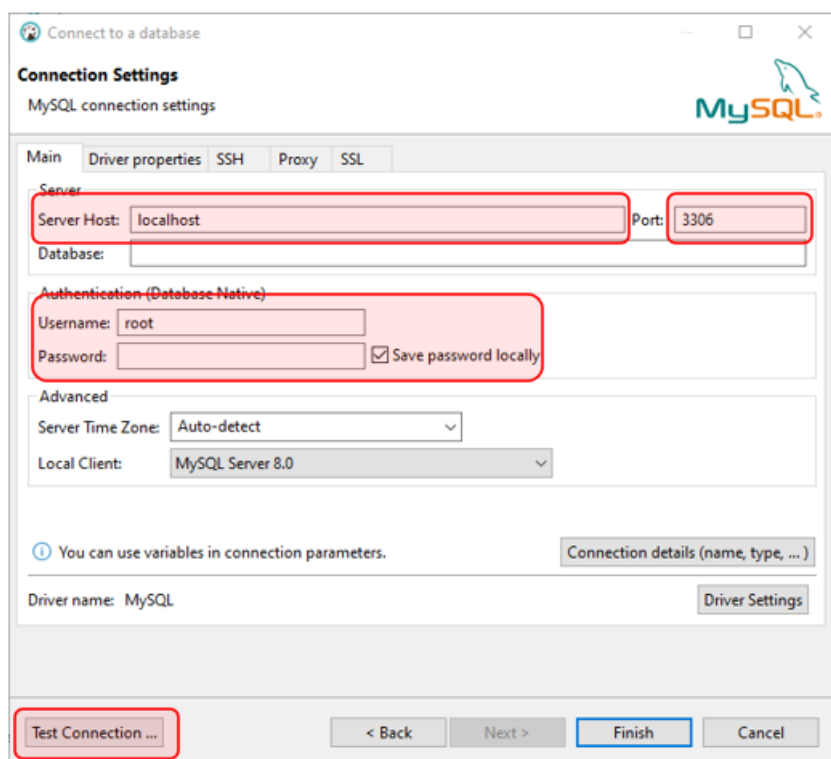 Connect to a database
Connection Settings
MySQL connection settings
MySQL®
Main Driver properties SSH Proxy SSL
Server
Server Host: localhost Port: 3306
Database:
Authentication (Database Native)
Username: root
Password: Save password locally
Advanced
Server Time Zone: Auto-detect
Local Client: MySQL Server 8.0
You can use variables in connection parameters. Connection details (name, type, ... )
Driver name: MySQL Driver Settings
Test Connection ... < Back Next > Finish Cancel